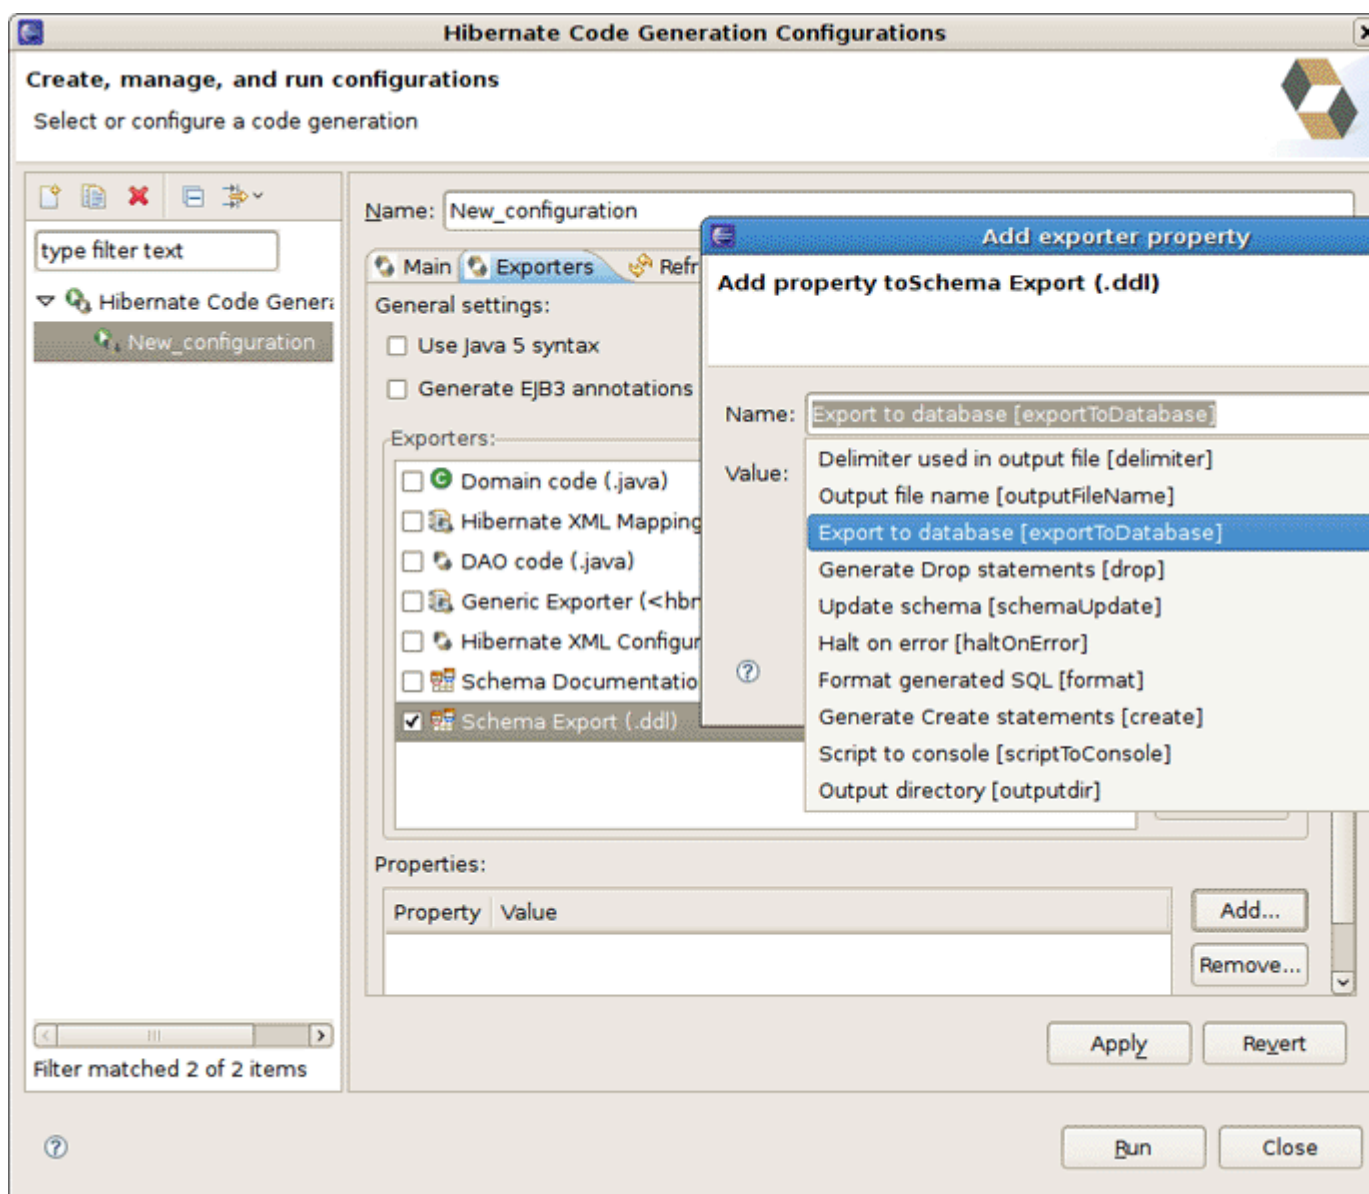 Hibernate Code Generation Configurations
Create, manage, and run configurations
Select or configure a code generation
type filter text
Hibernate Code Genera
New_configuration
Filter matched 2 of 2 items
Name: New_configuration
Main Exporters Refr
General settings:
Use Java 5 syntax
Generate EJB3 annotations
Exporters:
Domain code (.java)
Hibernate XML Mapping
DAO code (.java)
Generic Exporter (<hbr
Hibernate XML Configur
Schema Documentatio
Schema Export (.ddl)
Add exporter property
Add property toSchema Export (.ddl)
Name: Export to database [exportToDatabase]
Value:
Delimiter used in output file [delimiter]
Output file name [outputFileName]
Export to database [exportToDatabase]
Generate Drop statements [drop]
Update schema [schemaUpdate]
Halt on error [haltOnError]
Format generated SQL [format]
Generate Create statements [create]
Script to console [scriptToConsole]
Output directory [outputdir]
Properties:
Property Value
Add...
Remove...
Apply Revert
Run Close